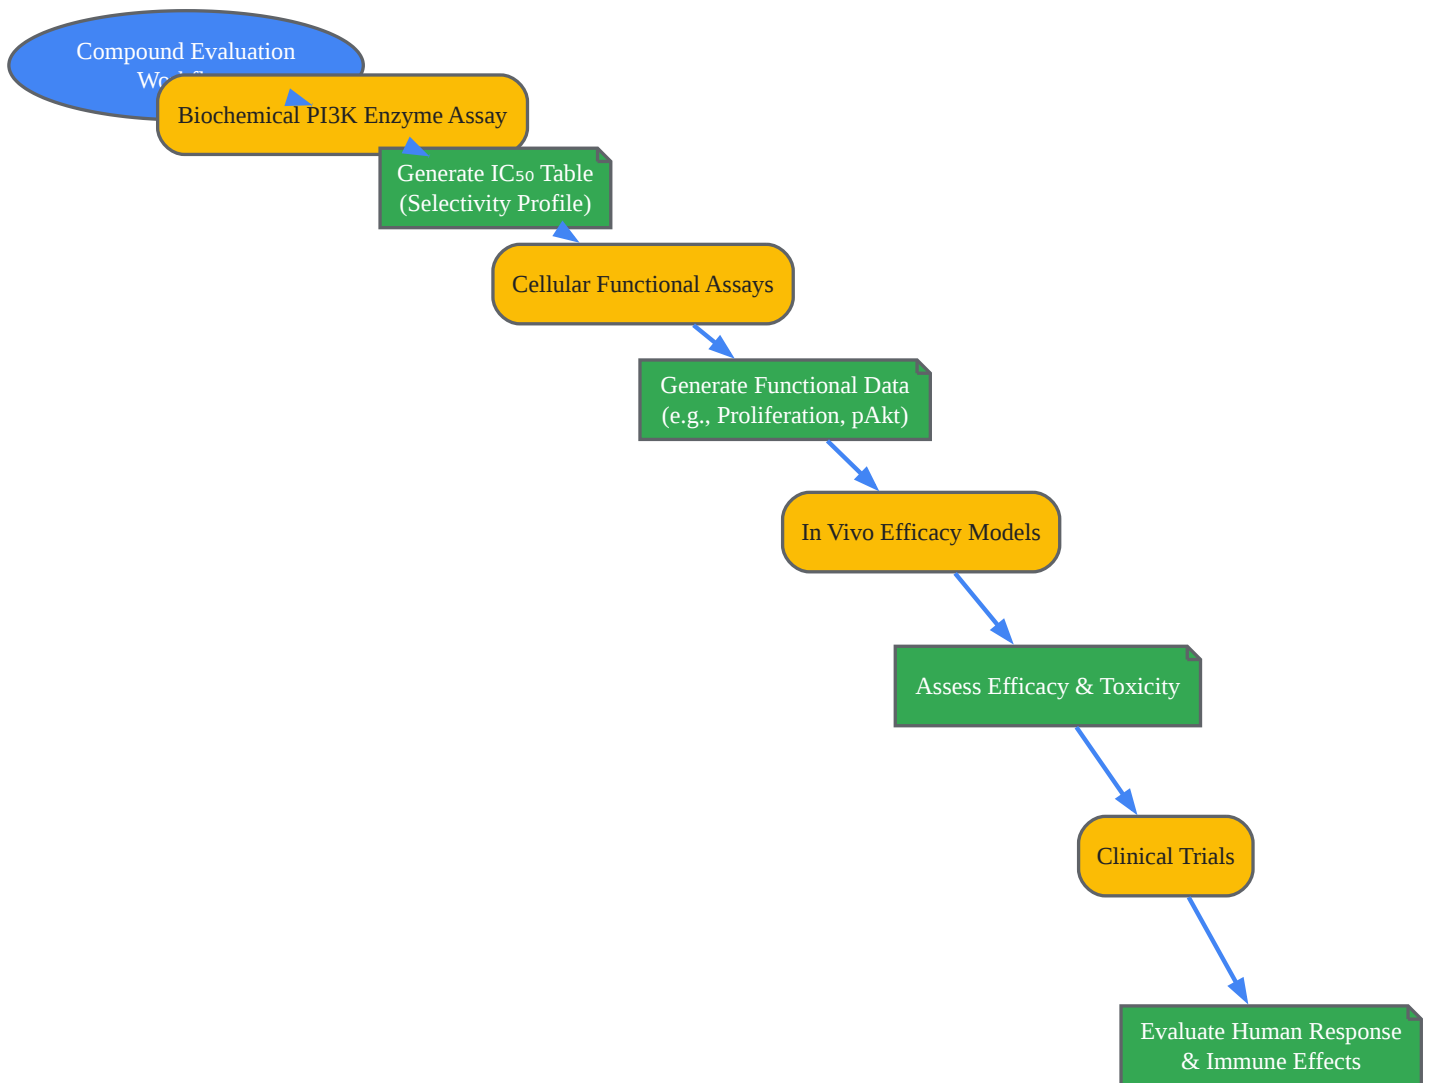 Compound Evaluation
Biochemical PI3K Enzyme Assay
Generate IC₅₀ Table
(Selectivity Profile)
Cellular Functional Assays
Generate Functional Data
(e.g., Proliferation, pAkt)
In Vivo Efficacy Models
Assess Efficacy & Toxicity
Clinical Trials
Evaluate Human Response
& Immune Effects